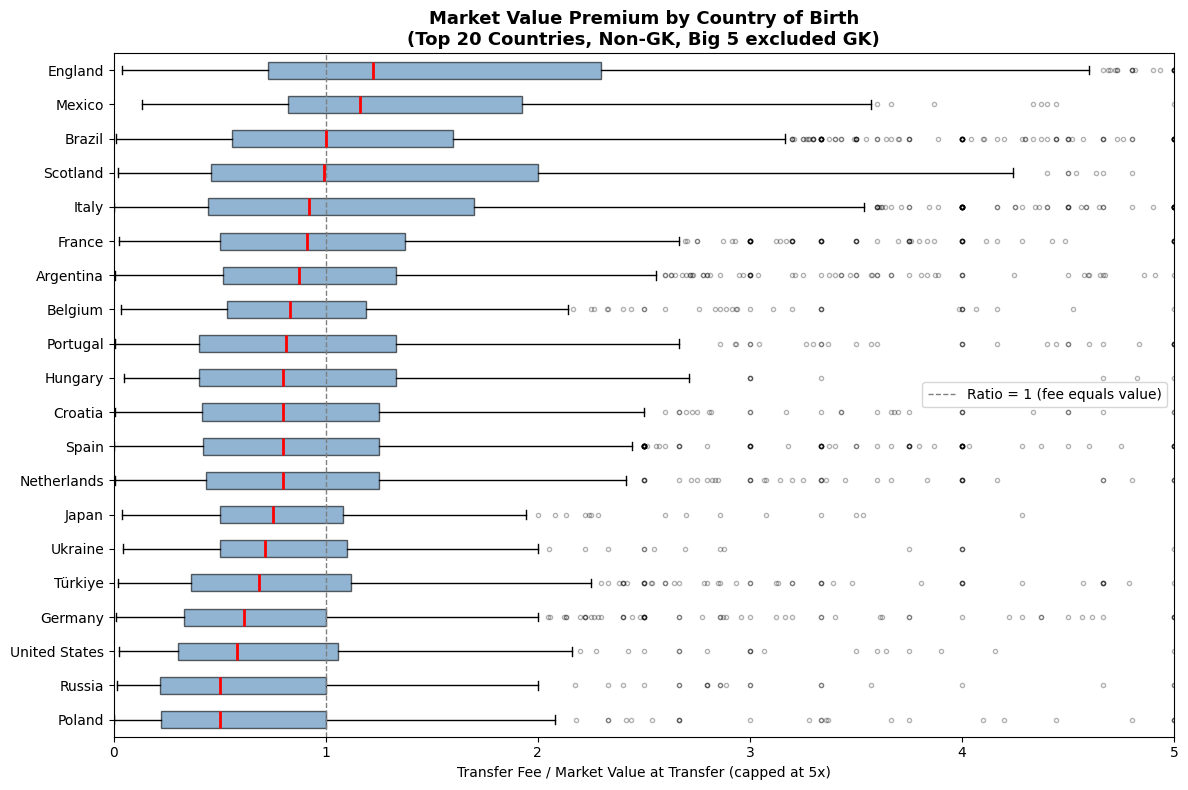 Market Value Premium by Country of Birth
(Top 20 Countries, Non-GK, Big 5 excluded GK)
England
Mexico
Brazil
Scotland
Italy
France
Argentina
Belgium
Portugal
Hungary
Croatia
Spain
Netherlands
Japan
Ukraine
Türkiye
Germany
United States
Russia
Poland
Ratio = 1 (fee equals value)
0 1 2 3 4 5
Transfer Fee / Market Value at Transfer (capped at 5x)